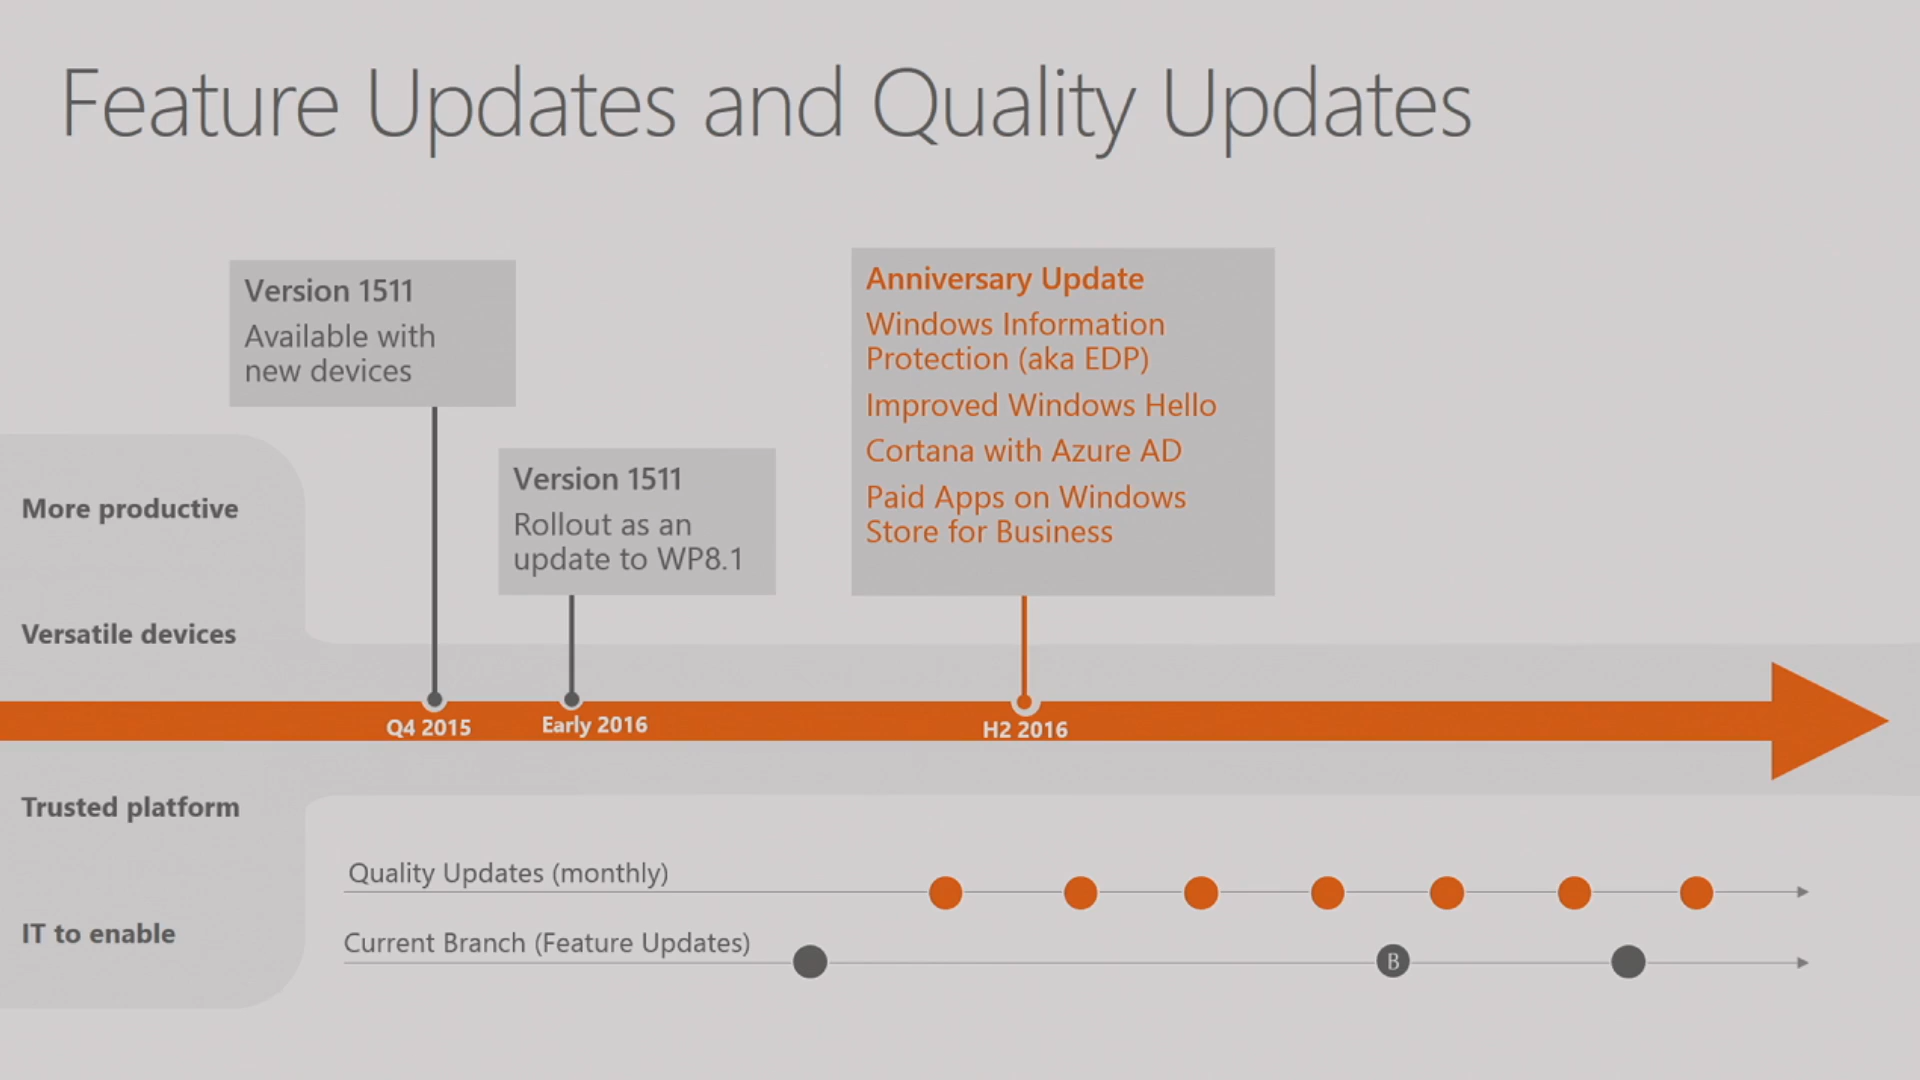 Feature Updates and Quality Updates
Version 1511
Available with
new devices
Version 1511
Rollout as an
update to WP8.1
Anniversary Update
Windows Information
Protection (aka EDP)
Improved Windows Hello
Cortana with Azure AD
Paid Apps on Windows
Store for Business
More productive
Versatile devices
Q4 2015
Early 2016
H2 2016
Trusted platform
IT to enable
Quality Updates (monthly)
Current Branch (Feature Updates)
B